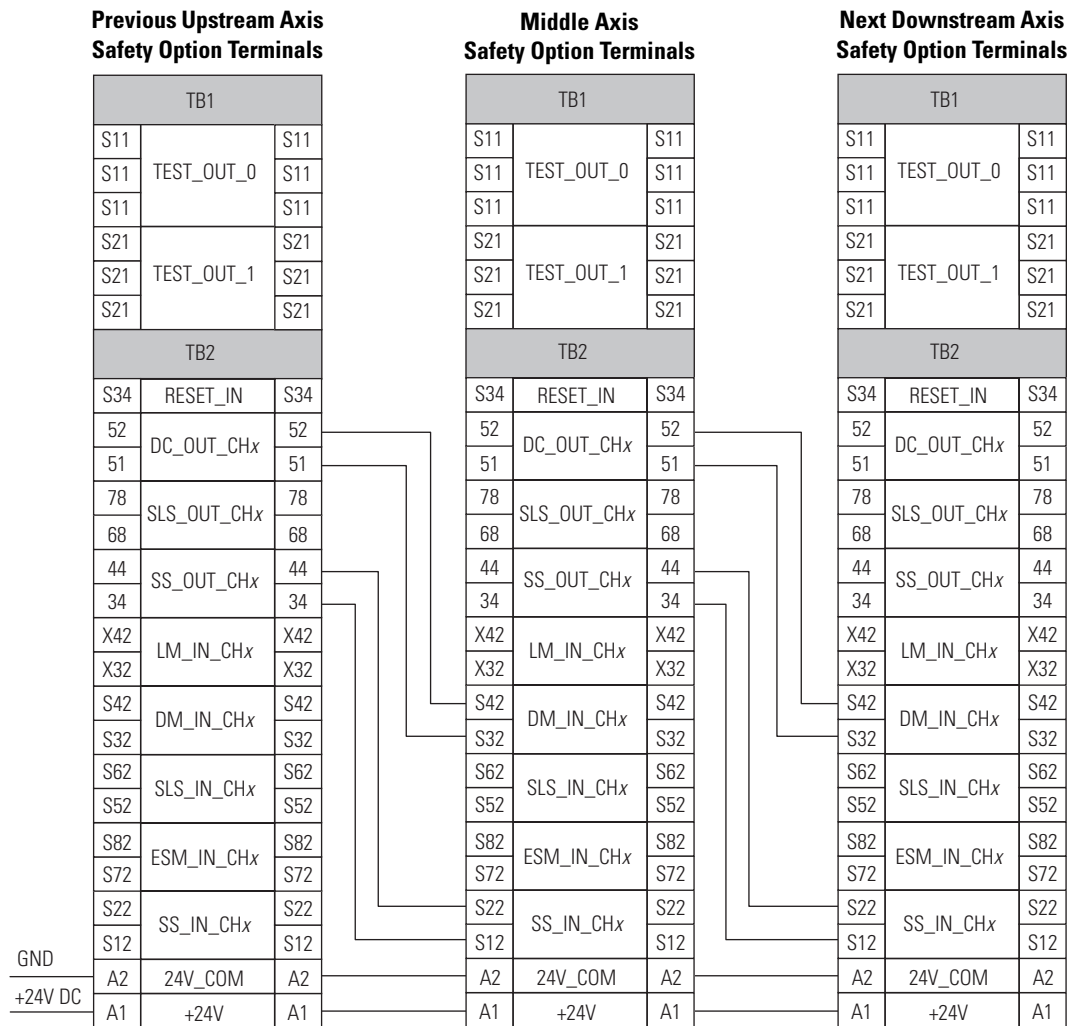 Previous Upstream Axis
Safety Option Terminals
Middle Axis
Safety Option Terminals
Next Downstream Axis
Safety Option Terminals
TB1 TB1 TB1
S11 S11 S11 S11 S11 S11
S11 TEST_OUT_0 S11 S11 TEST_OUT_0 S11 S11 TEST_OUT_0 S11
S11 S11 S11 S11 S11 S11
S21 S21 S21 S21 S21 S21
S21 TEST_OUT_1 S21 S21 TEST_OUT_1 S21 S21 TEST_OUT_1 S21
S21 S21 S21 S21 S21 S21
TB2 TB2 TB2
S34 RESET_IN S34 S34 RESET_IN S34 S34 RESET_IN S34
52 DC_OUT_CHx 52 52 DC_OUT_CHx 52 52 DC_OUT_CHx 52
51 51 51 51 51 51
78 SLS_OUT_CHx 78 78 SLS_OUT_CHx 78 78 SLS_OUT_CHx 78
68 68 68 68 68 68
44 SS_OUT_CHx 44 44 SS_OUT_CHx 44 44 SS_OUT_CHx 44
34 34 34 34 34 34
X42 LM_IN_CHx X42 X42 LM_IN_CHx X42 X42 LM_IN_CHx X42
X32 X32 X32 X32 X32 X32
S42 DM_IN_CHx S42 S42 DM_IN_CHx S42 S42 DM_IN_CHx S42
S32 S32 S32 S32 S32 S32
S62 SLS_IN_CHx S62 S62 SLS_IN_CHx S62 S62 SLS_IN_CHx S62
S52 S52 S52 S52 S52 S52
S82 ESM_IN_CHx S82 S82 ESM_IN_CHx S82 S82 ESM_IN_CHx S82
S72 S72 S72 S72 S72 S72
S22 SS_IN_CHx S22 S22 SS_IN_CHx S22 S22 SS_IN_CHx S22
S12 S12 S12 S12 S12 S12
GND A2 24V_COM A2 A2 24V_COM A2 A2 24V_COM A2
+24V DC A1 +24V A1 A1 +24V A1 A1 +24V A1